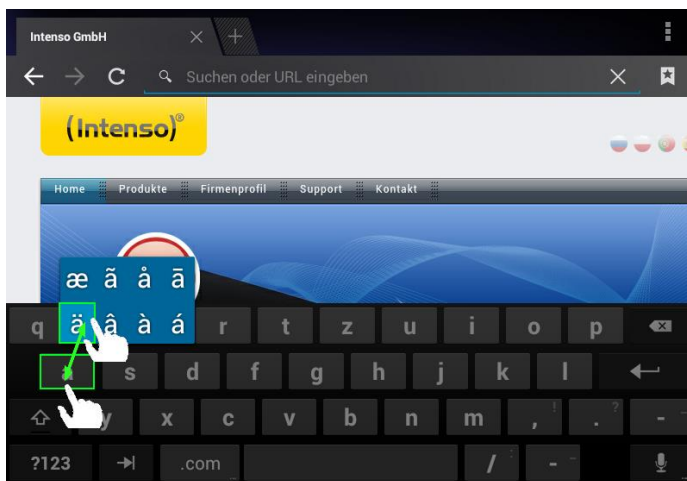 Intenso GmbH
Suchen oder URL eingeben
(Intenso)®
Home Produkte Firmenprofil Support Kontakt
æ ã å ā
ä â à á
q r t z u i o p
a s d f g h j k l
y x c v b n m , ! . ? -
?123 .com / : - _